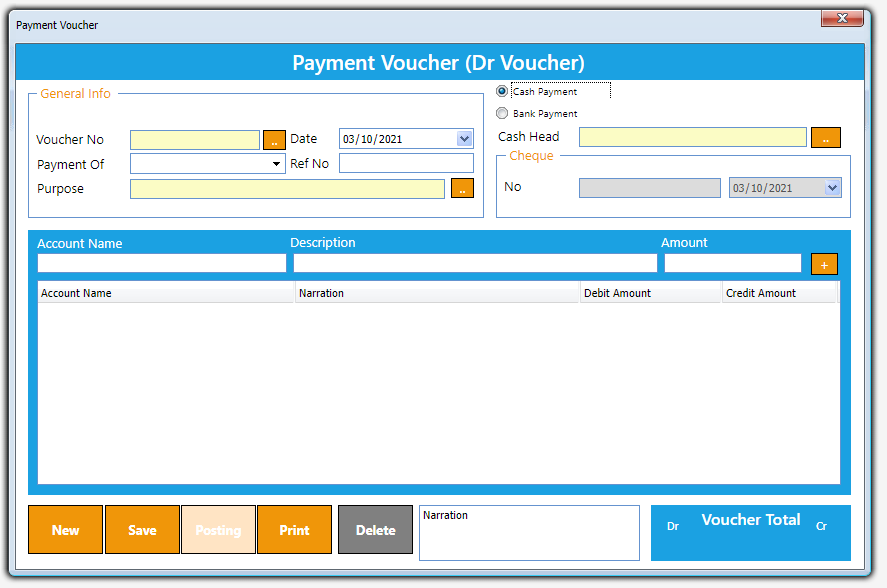 Payment Voucher
Payment Voucher (Dr Voucher)
General Info
Voucher No .. Date 03/10/2021
Payment Of Ref No
Purpose ..
Cash Payment
Bank Payment
Cash Head ..
Cheque
No 03/10/2021
Account Name Description Amount
+
Account Name Narration Debit Amount Credit Amount
New Save Posting Print Delete
Narration
Dr Voucher Total Cr